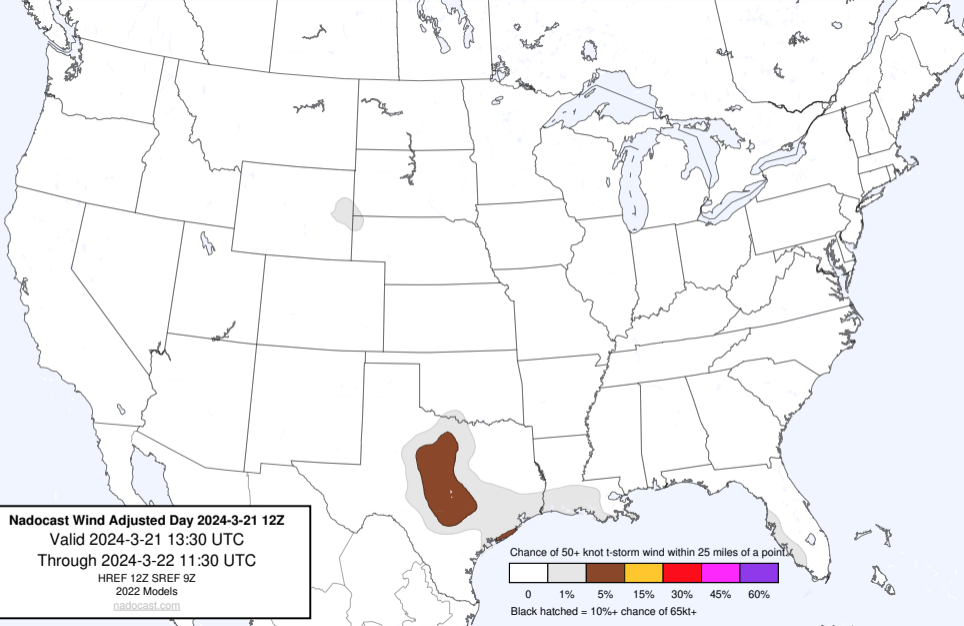 Nadocast Wind Adjusted Day 2024-3-21 12Z
Valid 2024-3-21 13:30 UTC
Through 2024-3-22 11:30 UTC
HREF 12Z SREF 9Z
2022 Models
nadocast.com
Chance of 50+ knot t-storm wind within 25 miles of a point.
0 1% 5% 15% 30% 45% 60%
Black hatched = 10%+ chance of 65kt+